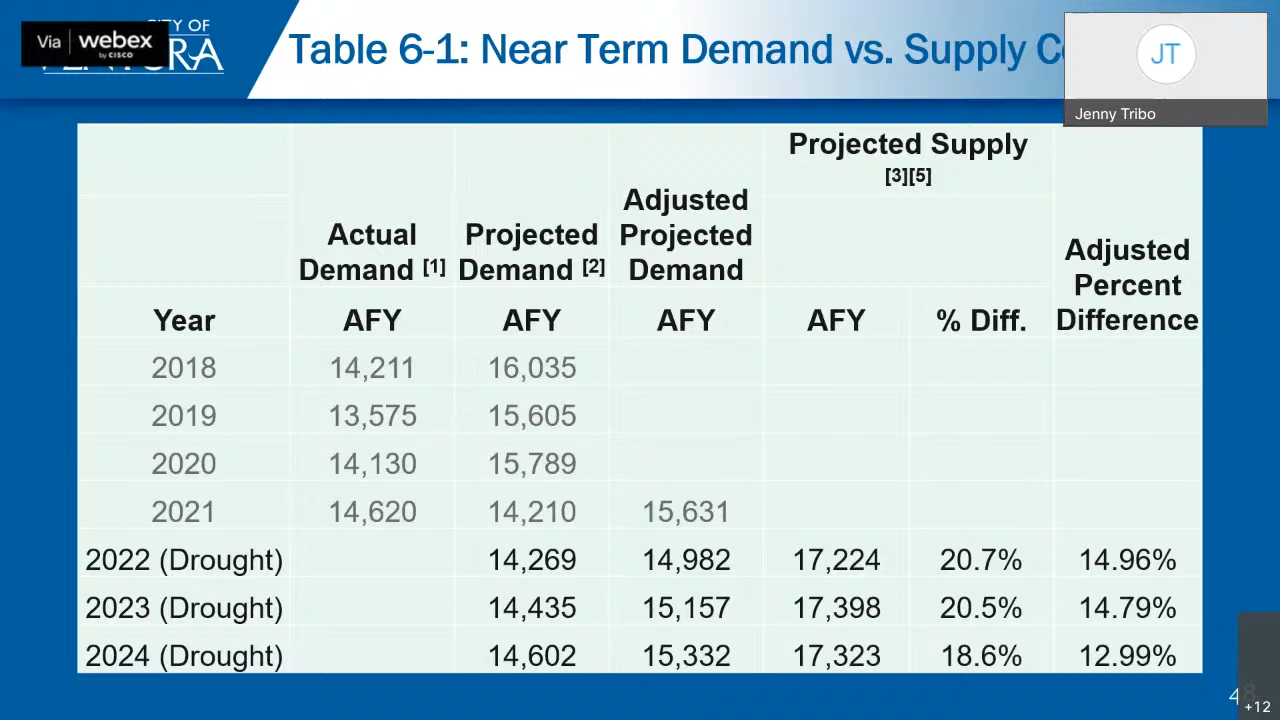 Via webex
by CISCO
CITY OF
VENTURA
Table 6-1: Near Term Demand vs. Supply
JT
Jenny Tribo
Projected Supply
[3][5]
Actual
Demand [1]
Projected
Demand [2]
Adjusted
Projected
Demand
Adjusted
Percent
Difference
Year AFY AFY AFY AFY % Diff.
2018 14,211 16,035
2019 13,575 15,605
2020 14,130 15,789
2021 14,620 14,210 15,631
2022 (Drought) 14,269 14,982 17,224 20.7% 14.96%
2023 (Drought) 14,435 15,157 17,398 20.5% 14.79%
2024 (Drought) 14,602 15,332 17,323 18.6% 12.99%
48
+12